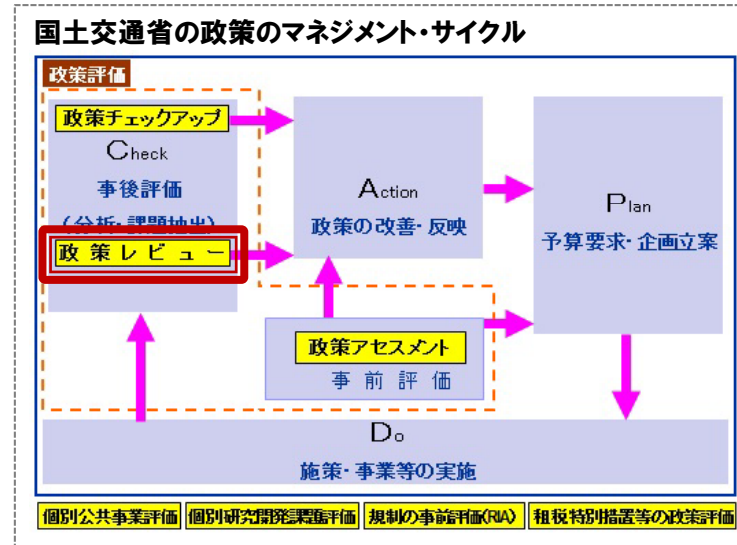 国土交通省の政策のマネジメント・サイクル
政策評価
政策チェックアップ
Check
事後評価
(分析・課題抽出)
政策レビュー
Action
政策の改善・反映
Plan
予算要求・企画立案
政策アセスメント
事前評価
Do
施策・事業等の実施
個別公共事業評価
個別研究開発課題評価
規制の事前評価(RIA)
租税特別措置等の政策評価